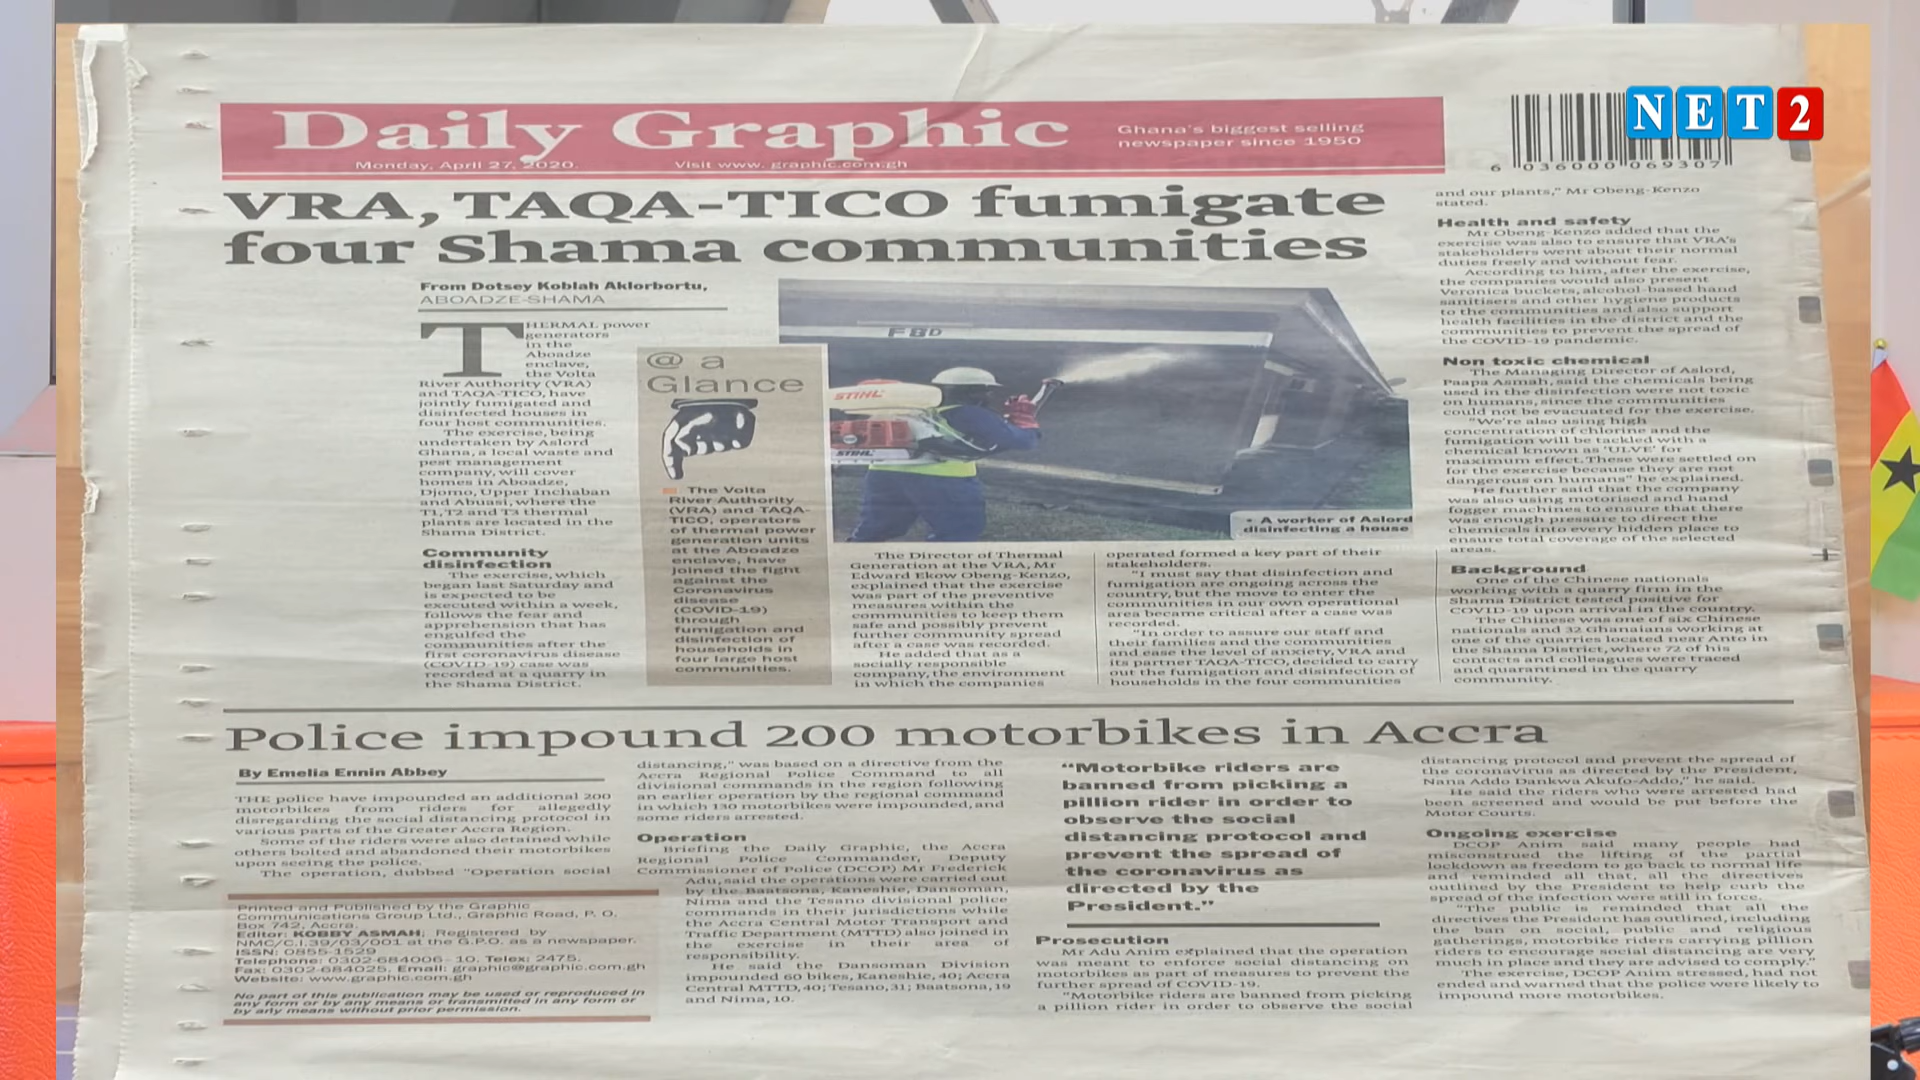 NET2
Daily Graphic
Ghana's biggest selling
newspaper since 1950
Monday, April 27, 2020.
Visit www. graphic.com.gh
6 036000 069307
VRA, TAQA-TICO fumigate
four Shama communities
From Dotsey Koblah Aklorbortu,
ABOADZE-SHAMA
THERMAL power
generators
in the
Aboadze
enclave,
the Volta
River Authority (VRA)
and TAQA-TICO, have
jointly fumigated and
disinfected houses in
four host communities.
The exercise, being
undertaken by Aslord
Ghana, a local waste and
pest management
company, will cover
homes in Aboadze,
Djomo, Upper Inchaban
and Abuasi, where the
T1, T2 and T3 thermal
plants are located in the
Shama District.
Community
disinfection
The exercise, which
began last Saturday and
is expected to be
executed within a week,
follows the fear and
apprehension that has
engulfed the
communities after the
first coronavirus disease
(COVID-19) case was
recorded at a quarry in
the Shama District.
@ a
Glance
The Volta
River Authority
(VRA) and TAQA-
TICO, operators
of thermal power
generation units
at the Aboadze
enclave, have
joined the fight
against the
Coronavirus
disease
(COVID-19)
through
fumigation and
disinfection of
households in
four large host
communities.
F8D
STIHL
STIHL
• A worker of Aslord
disinfecting a house
The Director of Thermal
Generation at the VRA, Mr
Edward Ekow Obeng-Kenzo,
explained that the exercise
was part of the preventive
measures within the
communities to keep them
safe and possibly prevent
further community spread
after a case was recorded.
He added that as a
socially responsible
company, the environment
in which the companies
operated formed a key part of their
stakeholders.
"I must say that disinfection and
fumigation are ongoing across the
country, but the move to enter the
communities in our own operational
area became critical after a case was
recorded.
"In order to assure our staff and
their families and the communities
and ease the level of anxiety, VRA and
its partner TAQA-TICO, decided to carry
out the fumigation and disinfection of
households in the four communities
and our plants," Mr Obeng-Kenzo
stated.
Health and safety
Mr Obeng-Kenzo added that the
exercise was also to ensure that VRA's
stakeholders went about their normal
duties freely and without fear.
According to him, after the exercise,
the companies would also present
Veronica buckets, alcohol-based hand
sanitisers and other hygiene products
to the communities and also support
health facilities in the district and the
communities to prevent the spread of
the COVID-19 pandemic.
Non toxic chemical
The Managing Director of Aslord,
Paapa Asmah, said the chemicals being
used in the disinfection were not toxic
on humans, since the communities
could not be evacuated for the exercise.
"We're also using high
concentration of chlorine and the
fumigation will be tackled with a
chemical known as 'ULVE' for
maximum effect. These were settled on
for the exercise because they are not
dangerous on humans" he explained.
He further said that the company
was also using motorised and hand
fogger machines to ensure that there
was enough pressure to direct the
chemicals into every hidden place to
ensure total coverage of the selected
areas.
Background
One of the Chinese nationals
working with a quarry firm in the
Shama District tested positive for
COVID-19 upon arrival in the country.
The Chinese was one of six Chinese
nationals and 32 Ghanaians working at
one of the quarries located near Anto in
the Shama District, where 72 of his
contacts and colleagues were traced
and quarantined in the quarry
community.
Police impound 200 motorbikes in Accra
By Emelia Ennin Abbey
THE police have impounded an additional 200
motorbikes from riders for allegedly
disregarding the social distancing protocol in
various parts of the Greater Accra Region.
Some of the riders were also detained while
others bolted and abandoned their motorbikes
upon seeing the police.
The operation, dubbed "Operation social
Printed and Published by the Graphic
Communications Group Ltd., Graphic Road, P. O.
Box 742, Accra.
Editor: KOBBY ASMAH; Registered by
NMC/C.I.39/03/001 at the G.P.O. as a newspaper.
ISSN: 0855-1529
Telephone: 0302-684006 - 10. Telex: 2475.
Fax: 0302-684025, Email: graphic@graphic.com.gh
Website: www.graphic.com.gh
No part of this publication may be used or reproduced in
any form or by any means or transmitted in any form or
by any means without prior permission.
distancing," was based on a directive from the
Accra Regional Police Command to all
divisional commands in the region following
an earlier operation by the regional command
in which 130 motorbikes were impounded, and
some riders arrested.
Operation
Briefing the Daily Graphic, the Accra
Regional Police Commander, Deputy
Commissioner of Police (DCOP) Mr Frederick
Adu, said the operations were carried out
by the Baatsona, Kaneshie, Dansoman,
Nima and the Tesano divisional police
commands in their jurisdictions while
the Accra Central Motor Transport and
Traffic Department (MTTD) also joined in
the exercise in their area of
responsibility.
He said the Dansoman Division
impounded 60 bikes, Kaneshie, 40; Accra
Central MTTD, 40; Tesano, 31; Baatsona, 19
and Nima, 10.
"Motorbike riders are
banned from picking a
pillion rider in order to
observe the social
distancing protocol and
prevent the spread of
the coronavirus as
directed by the
President."
Prosecution
Mr Adu Anim explained that the operation
was meant to enforce social distancing on
motorbikes as part of measures to prevent the
further spread of COVID-19.
"Motorbike riders are banned from picking
a pillion rider in order to observe the social
distancing protocol and prevent the spread of
the coronavirus as directed by the President,
Nana Addo Dankwa Akufo-Addo," he said.
He said the riders who were arrested had
been screened and would be put before the
Motor Courts.
Ongoing exercise
DCOP Anim said many people had
misconstrued the lifting of the partial
lockdown as freedom to go back to normal life
and reminded all that, all the directives
outlined by the President to help curb the
spread of the infection were still in force.
"The public is reminded that all the
directives the President has outlined, including
the ban on social, public and religious
gatherings, motorbike riders carrying pillion
riders to encourage social distancing are very
much in place and they are advised to comply."
The exercise, DCOP Anim stressed, had not
ended and warned that the police were likely to
impound more motorbikes.